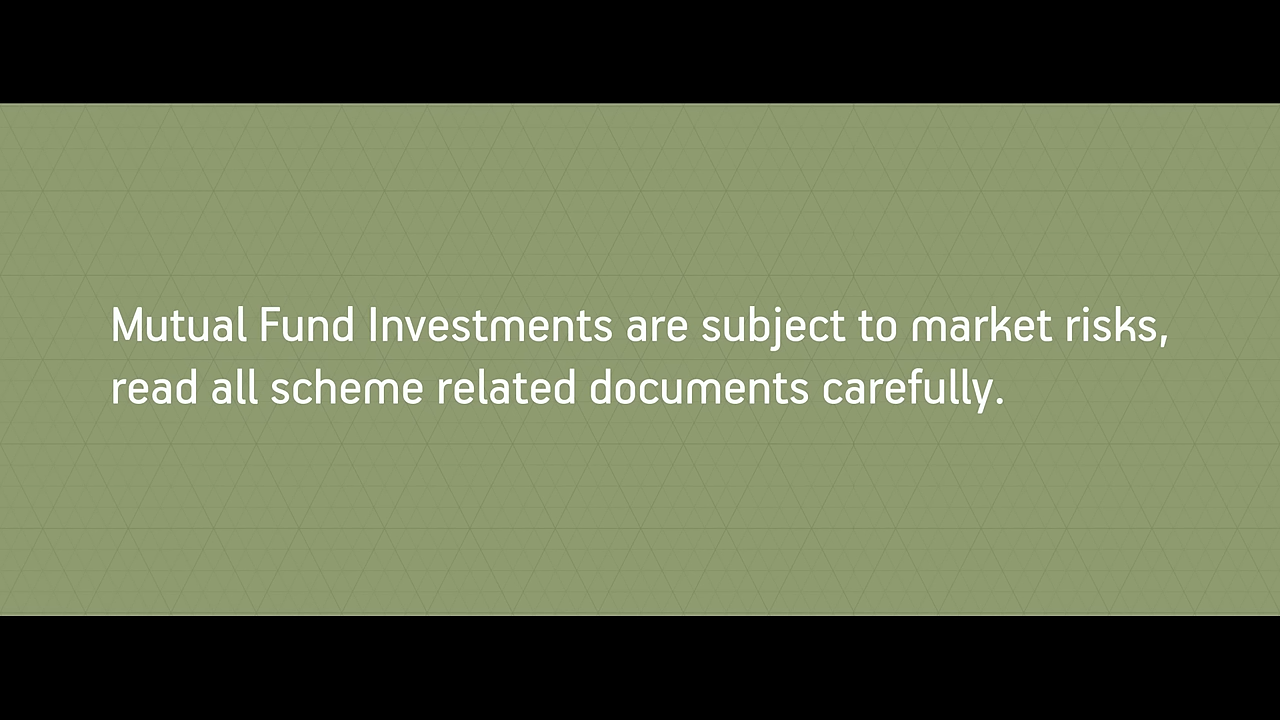 Mutual Fund Investments are subject to market risks,
read all scheme related documents carefully.